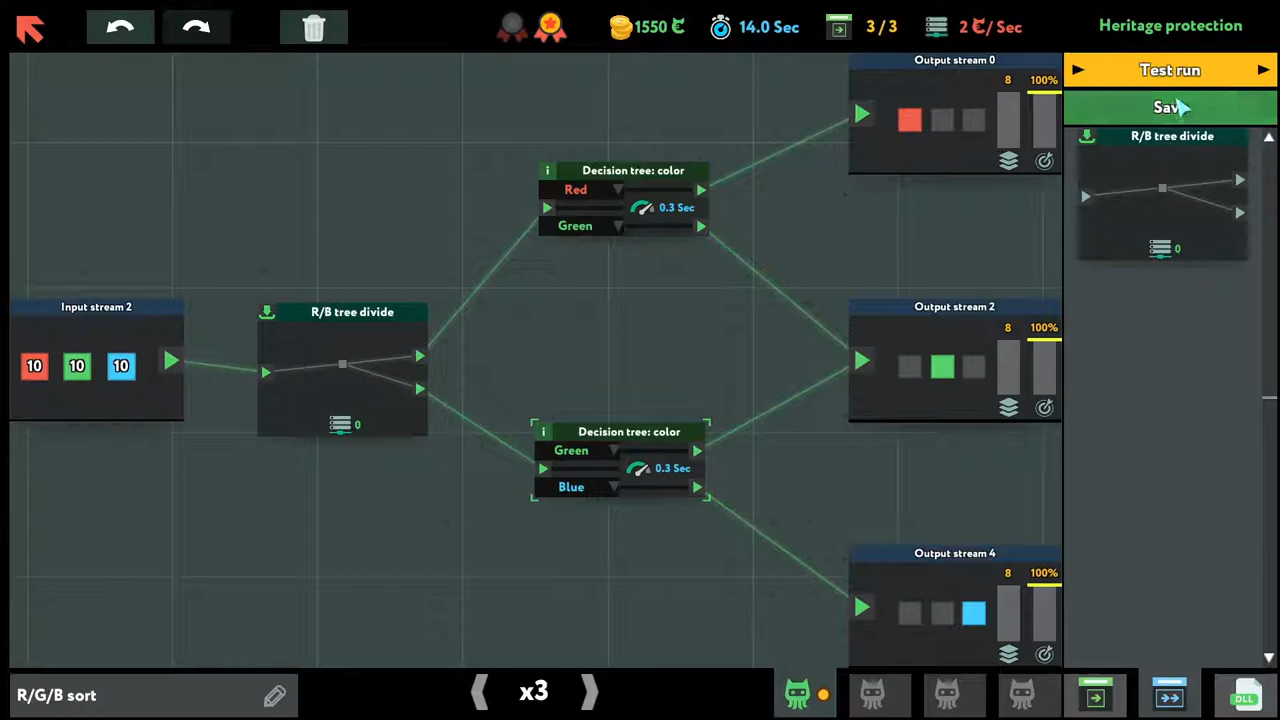 1550 € 14.0 Sec 3 / 3 2 €/Sec Heritage protection
Test run
Sav
R/B tree divide
0
Output stream 0
8 100%
Decision tree: color
Red
0.3 Sec
Green
Input stream 2
10 10 10
R/B tree divide
0
Output stream 2
8 100%
Decision tree: color
Green
0.3 Sec
Blue
Output stream 4
8 100%
R/G/B sort
x3
DLL